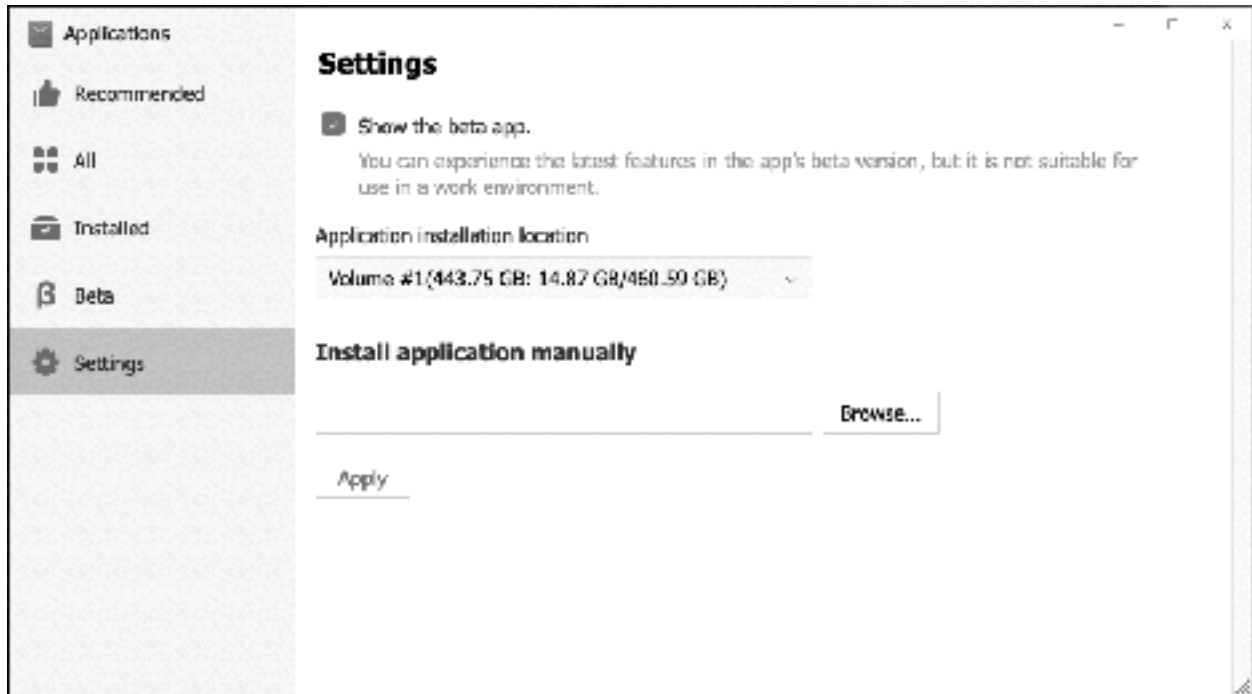 Applications
Recommended
All
Installed
β Beta
Settings
Settings
Show the beta app.
You can experience the latest features in the app's beta version, but it is not suitable for
use in a work environment.
Application installation location
Volume #1(443.75 GB: 14.87 GB/460.59 GB)
Install application manually
Browse...
Apply